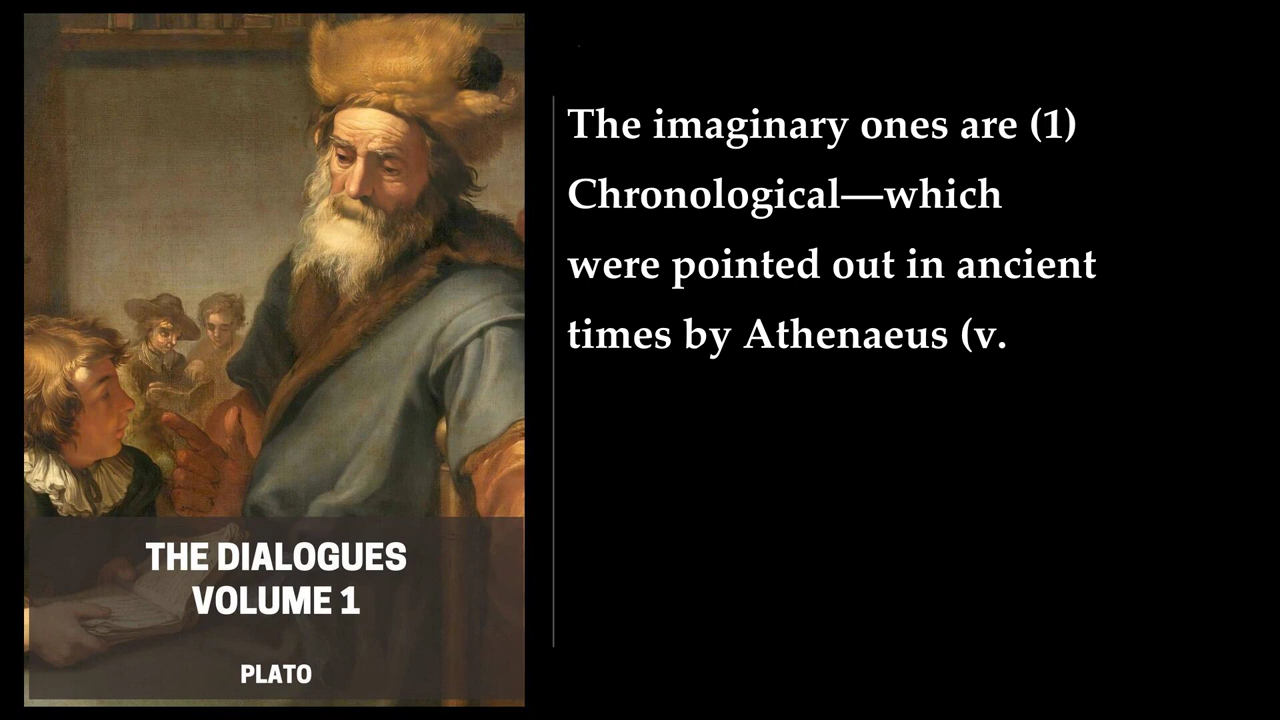 The imaginary ones are (1)
Chronological—which
were pointed out in ancient
times by Athenaeus (v.
THE DIALOGUES
VOLUME 1
PLATO